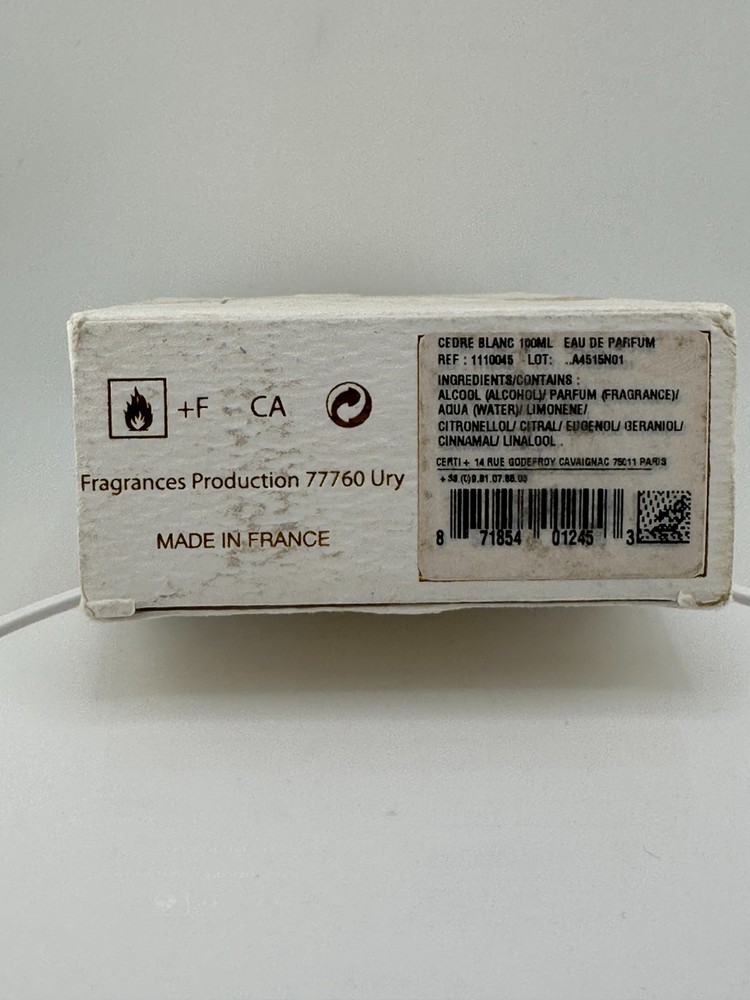 +F CA
Fragrances Production 77760 Ury
MADE IN FRANCE
CEDRE BLANC 100ML EAU DE PARFUM
REF : 1110045 LOT: ..A4515N01
INGREDIENTS/CONTAINS :
ALCOOL (ALCOHOL)/ PARFUM (FRAGRANCE)/
AQUA (WATER)/ LIMONENE/
CITRONELLOL/ CITRAL/ EUGENOL/ GERANIOL/
CINNAMAL/ LINALOOL .
CERTI + 14 RUE GODEFROY CAVAIGNAC 75011 PARIS
8 71854 01245 3